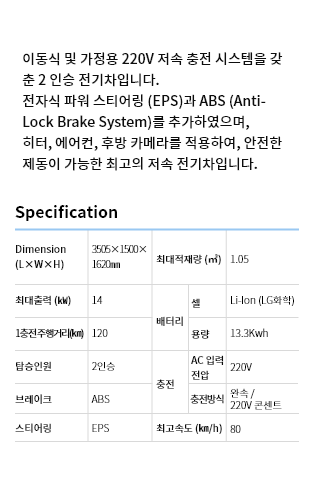 이동식 및 가정용 220V 저속 충전 시스템을 갖
춘 2 인승 전기차입니다.
전자식 파워 스티어링 (EPS)과 ABS (Anti-
Lock Brake System)를 추가하였으며,
히터, 에어컨, 후방 카메라를 적용하여, 안전한
제동이 가능한 최고의 저속 전기차입니다.
Specification
Dimension
(L×W×H)
3505×1500×
1620㎜
최대적재량 (㎥)
1.05
최대출력 (㎾)
14
배터리
셀
Li-Ion (LG화학)
1충전주행거리(㎞)
120
용량
13.3Kwh
탑승인원
2인승
충전
AC 입력
전압
220V
브레이크
ABS
충전방식
완속 /
220V 콘센트
스티어링
EPS
최고속도 (㎞/h)
80